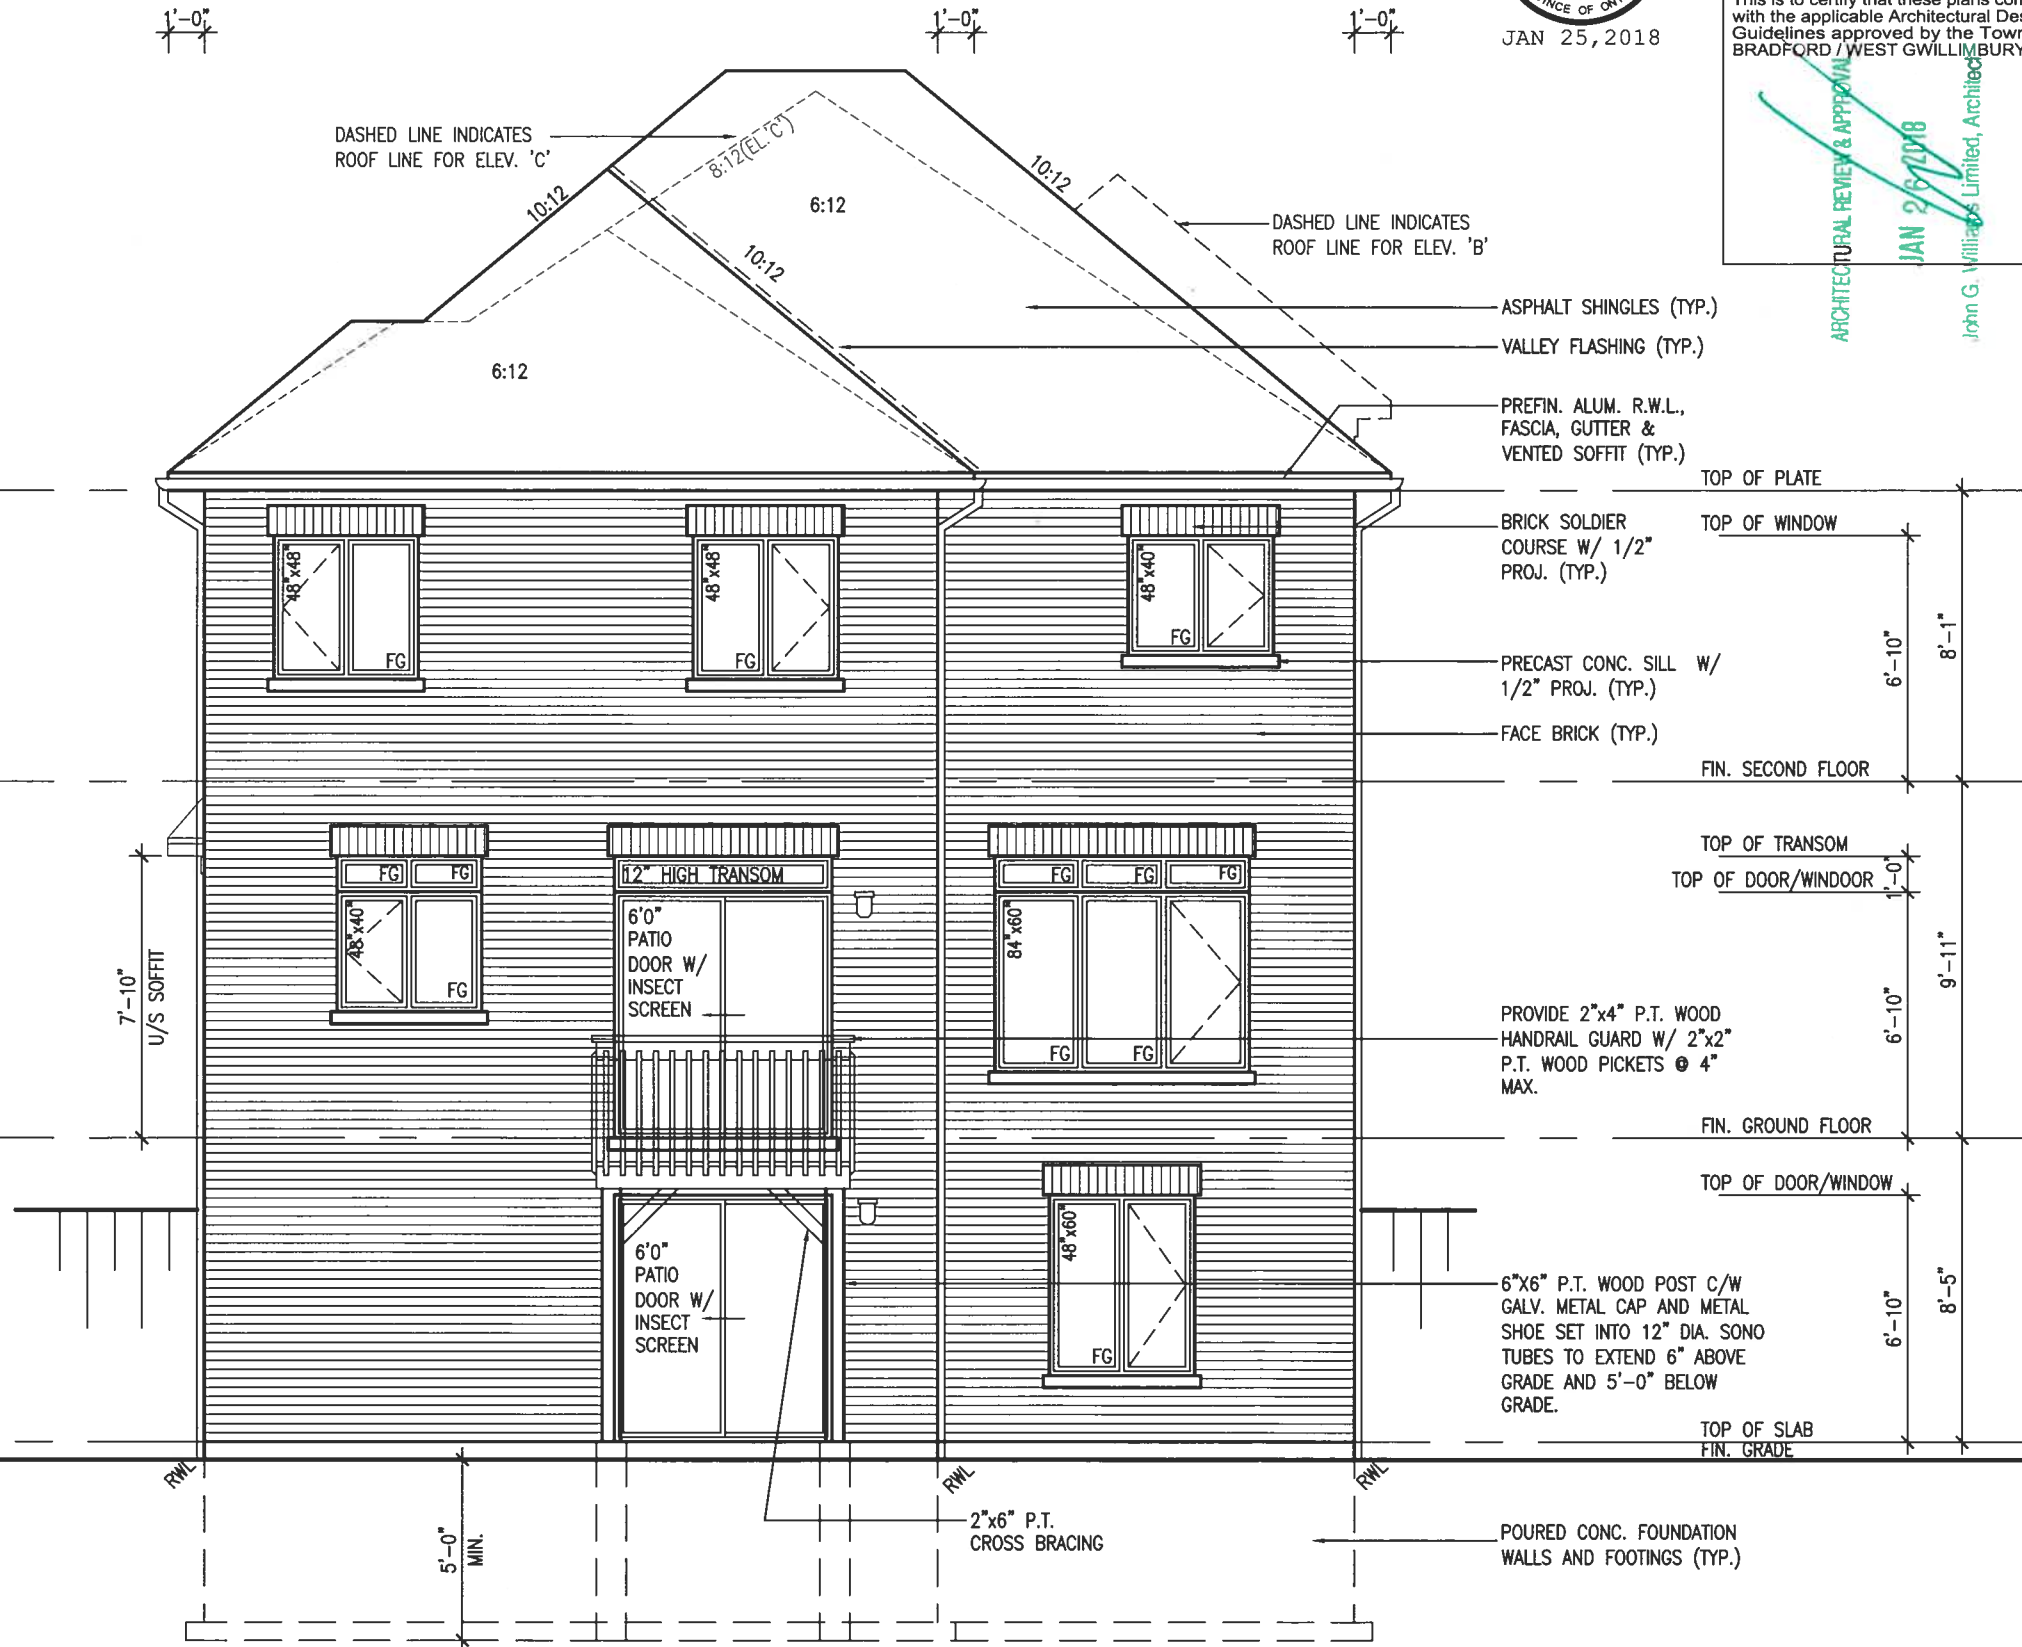 1'-0"
1'-0"
1'-0"
INCE OF ON
JAN 25,2018
This is to certify that these plans com
with the applicable Architectural Des
Guidelines approved by the Town
BRADFORD / WEST GWILLIMBURY
ARCHITECTURAL REVIEW & APPROVAL
JAN 26 2018
John G. Williams Limited, Architect
DASHED LINE INDICATES
ROOF LINE FOR ELEV. 'C'
8:12(EL.'C')
10:12
6:12
10:12
10:12
6:12
DASHED LINE INDICATES
ROOF LINE FOR ELEV. 'B'
ASPHALT SHINGLES (TYP.)
VALLEY FLASHING (TYP.)
PREFIN. ALUM. R.W.L.,
FASCIA, GUTTER &
VENTED SOFFIT (TYP.)
TOP OF PLATE
BRICK SOLDIER
COURSE W/ 1/2"
PROJ. (TYP.)
TOP OF WINDOW
48"x48"
FG
48"x48"
FG
48"x40"
FG
6'-10"
8'-1"
PRECAST CONC. SILL W/
1/2" PROJ. (TYP.)
FACE BRICK (TYP.)
FIN. SECOND FLOOR
TOP OF TRANSOM
TOP OF DOOR/WINDOOR
1'-0"
FG
FG
48"x40"
FG
12" HIGH TRANSOM
6'0"
PATIO
DOOR W/
INSECT
SCREEN
FG
FG
FG
84"x60"
FG
FG
7'-10"
U/S SOFFIT
6'-10"
9'-11"
PROVIDE 2"x4" P.T. WOOD
HANDRAIL GUARD W/ 2"x2"
P.T. WOOD PICKETS @ 4"
MAX.
FIN. GROUND FLOOR
TOP OF DOOR/WINDOW
6'0"
PATIO
DOOR W/
INSECT
SCREEN
48"x60"
FG
6"X6" P.T. WOOD POST C/W
GALV. METAL CAP AND METAL
SHOE SET INTO 12" DIA. SONO
TUBES TO EXTEND 6" ABOVE
GRADE AND 5'-0" BELOW
GRADE.
6'-10"
8'-5"
TOP OF SLAB
FIN. GRADE
RWL
RWL
RWL
5'-0"
MIN.
2"x6" P.T.
CROSS BRACING
POURED CONC. FOUNDATION
WALLS AND FOOTINGS (TYP.)